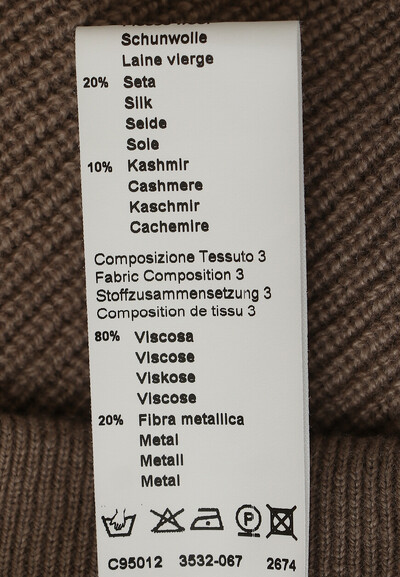 Schunwolle
Laine vierge
20% Seta
Silk
Seide
Soie
10% Kashmir
Cashmere
Kaschmir
Cachemire
Composizione Tessuto 3
Fabric Composition 3
Stoffzusammensetzung 3
Composition de tissu 3
80% Viscosa
Viscose
Viskose
Viscose
20% Fibra metallica
Metal
Metall
Metal
P
C95012 3532-067 2674